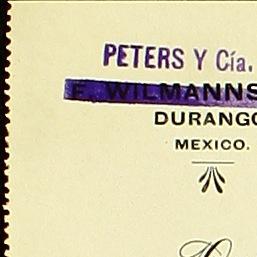 PETERS Y Cía.
F. WILMANNS
DURANGO
MEXICO.